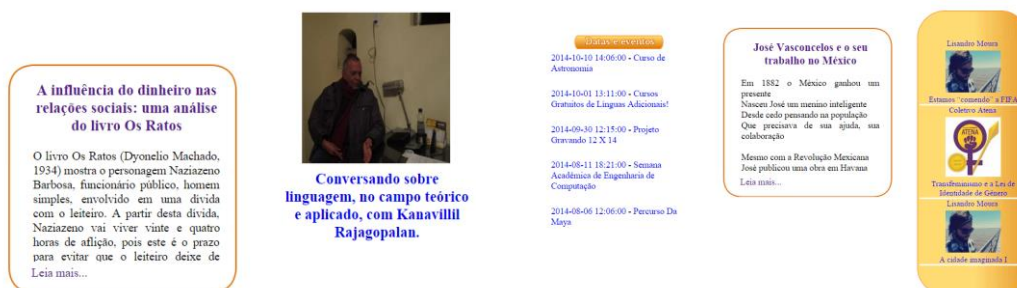 A influência do dinheiro nas
relações sociais: uma análise
do livro Os Ratos
O livro Os Ratos (Dyonelio Machado,
1934) mostra o personagem Naziazeno
Barbosa, funcionário público, homem
simples, envolvido em uma dívida
com o leiteiro. A partir desta dívida,
Naziazeno vai viver vinte e quatro
horas de aflição, pois este é o prazo
para evitar que o leiteiro deixe de
Leia mais...
Conversando sobre
linguagem, no campo teórico
e aplicado, com Kanavillil
Rajagopalan.
Datas e eventos
2014-10-10 14:06:00 - Curso de
Astronomia
2014-10-01 13:11:00 - Cursos
Gratuitos de Línguas Adicionais!
2014-09-30 12:15:00 - Projeto
Gravando 12 X 14
2014-08-11 18:21:00 - Semana
Acadêmica de Engenharia de
Computação
2014-08-06 12:06:00 - Percurso Da
Maya
José Vasconcelos e o seu
trabalho no México
Em 1882 o México ganhou um
presente
Nasceu José um menino inteligente
Desde cedo pensando na população
Que precisava de sua ajuda, sua
colaboração
Mesmo com a Revolução Mexicana
José publicou uma obra em Havana
Leia mais...
Lisandro Moura
Estamos "comendo" a FIFA
Coletivo Atena
ATENA
Transfeminismo e a Lei de
Identidade de Gênero
Lisandro Moura
A cidade imaginada I